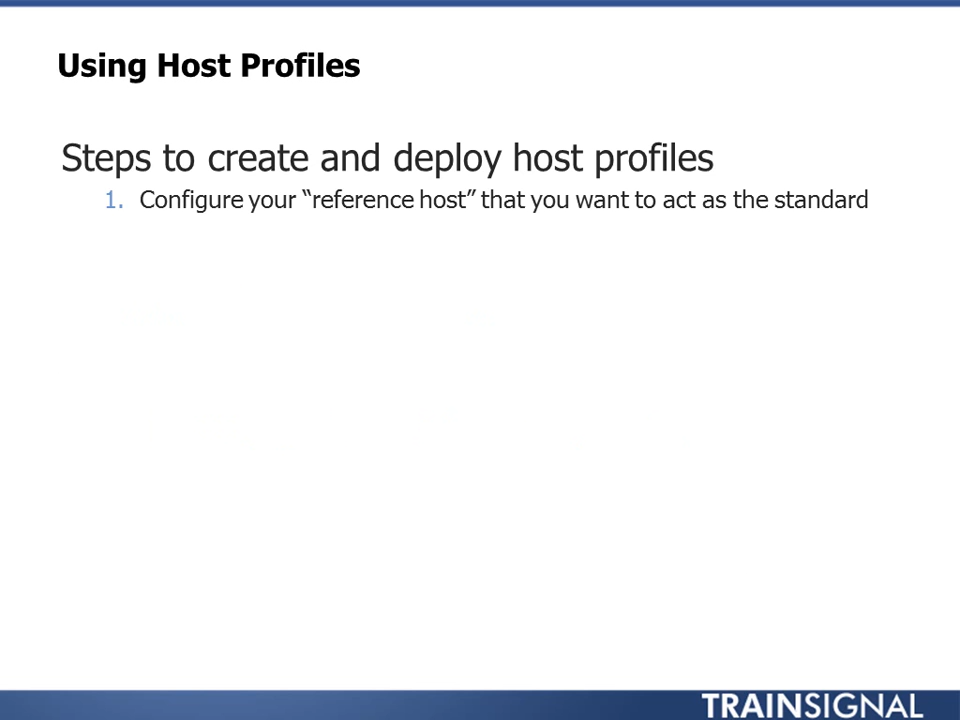 Using Host Profiles
Steps to create and deploy host profiles
1. Configure your “reference host” that you want to act as the standard
TRAINSIGNAL